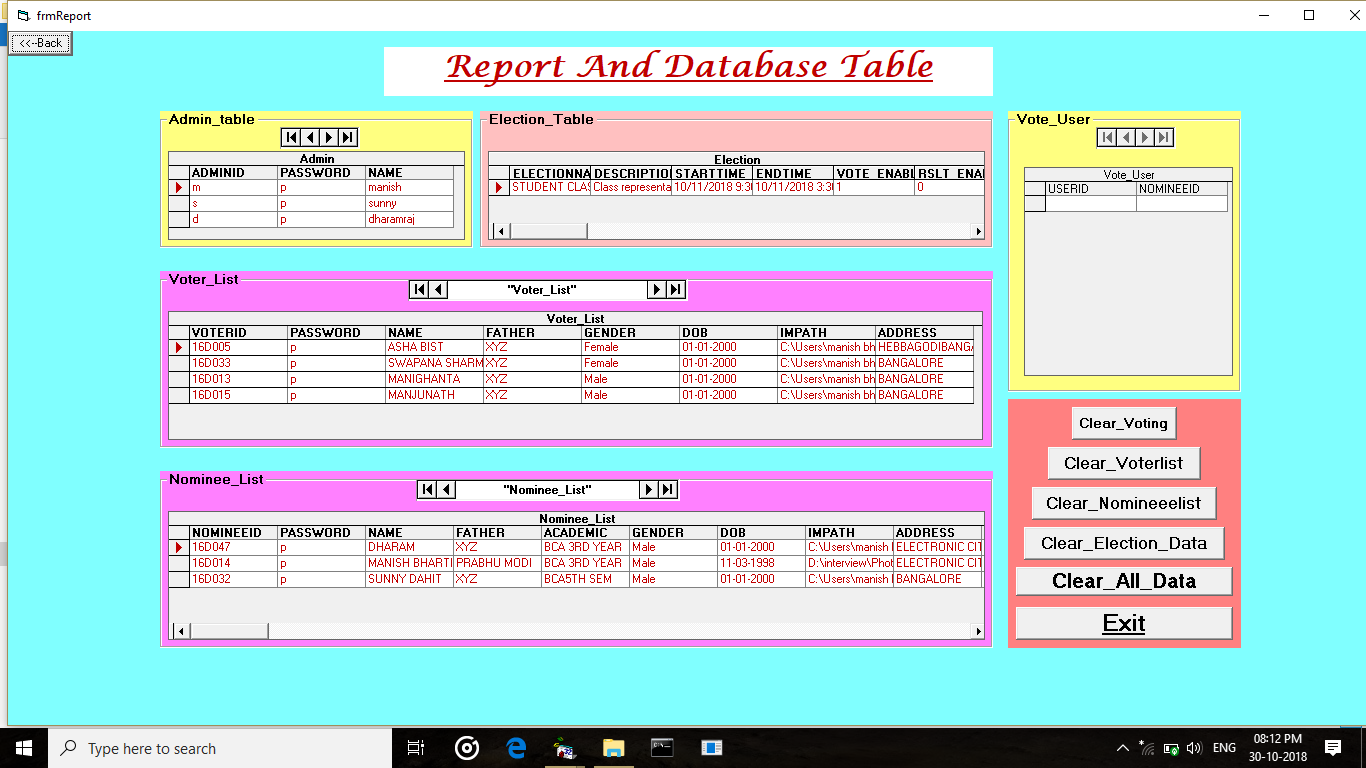 frmReport
<<--Back
Report And Database Table
Admin_table
Admin
ADMINID PASSWORD NAME
m p manish
s p sunny
d p dharamraj
Election_Table
Election
ELECTIONNA DESCRIPTIO STARTTIME ENDTIME VOTE_ENABL RSLT_ENA
STUDENT CLAS Class representa 10/11/2018 9:30 10/11/2018 3:30 1 0
Vote_User
Vote_User
USERID NOMINEEID
Voter_List
"Voter_List"
Voter_List
VOTERID PASSWORD NAME FATHER GENDER DOB IMPATH ADDRESS
16D005 p ASHA BIST XYZ Female 01-01-2000 C:\Users\manish bh HEBBAGODIBANGA
16D033 p SWAPANA SHARM XYZ Female 01-01-2000 C:\Users\manish bh BANGALORE
16D013 p MANIGHANTA XYZ Male 01-01-2000 C:\Users\manish bh BANGALORE
16D015 p MANJUNATH XYZ Male 01-01-2000 C:\Users\manish bh BANGALORE
Nominee_List
"Nominee_List"
Nominee_List
NOMINEEID PASSWORD NAME FATHER ACADEMIC GENDER DOB IMPATH ADDRESS
16D047 p DHARAM XYZ BCA 3RD YEAR Male 01-01-2000 C:\Users\manish ELECTRONIC CIT
16D014 p MANISH BHARTI PRABHU MODI BCA 3RD YEAR Male 11-03-1998 D:\interview\Phot ELECTRONIC CIT
16D032 p SUNNY DAHIT XYZ BCA5TH SEM Male 01-01-2000 C:\Users\manish BANGALORE
Clear_Voting
Clear_Voterlist
Clear_Nomineeelist
Clear_Election_Data
Clear_All_Data
Exit
Type here to search
ENG
08:12 PM
30-10-2018